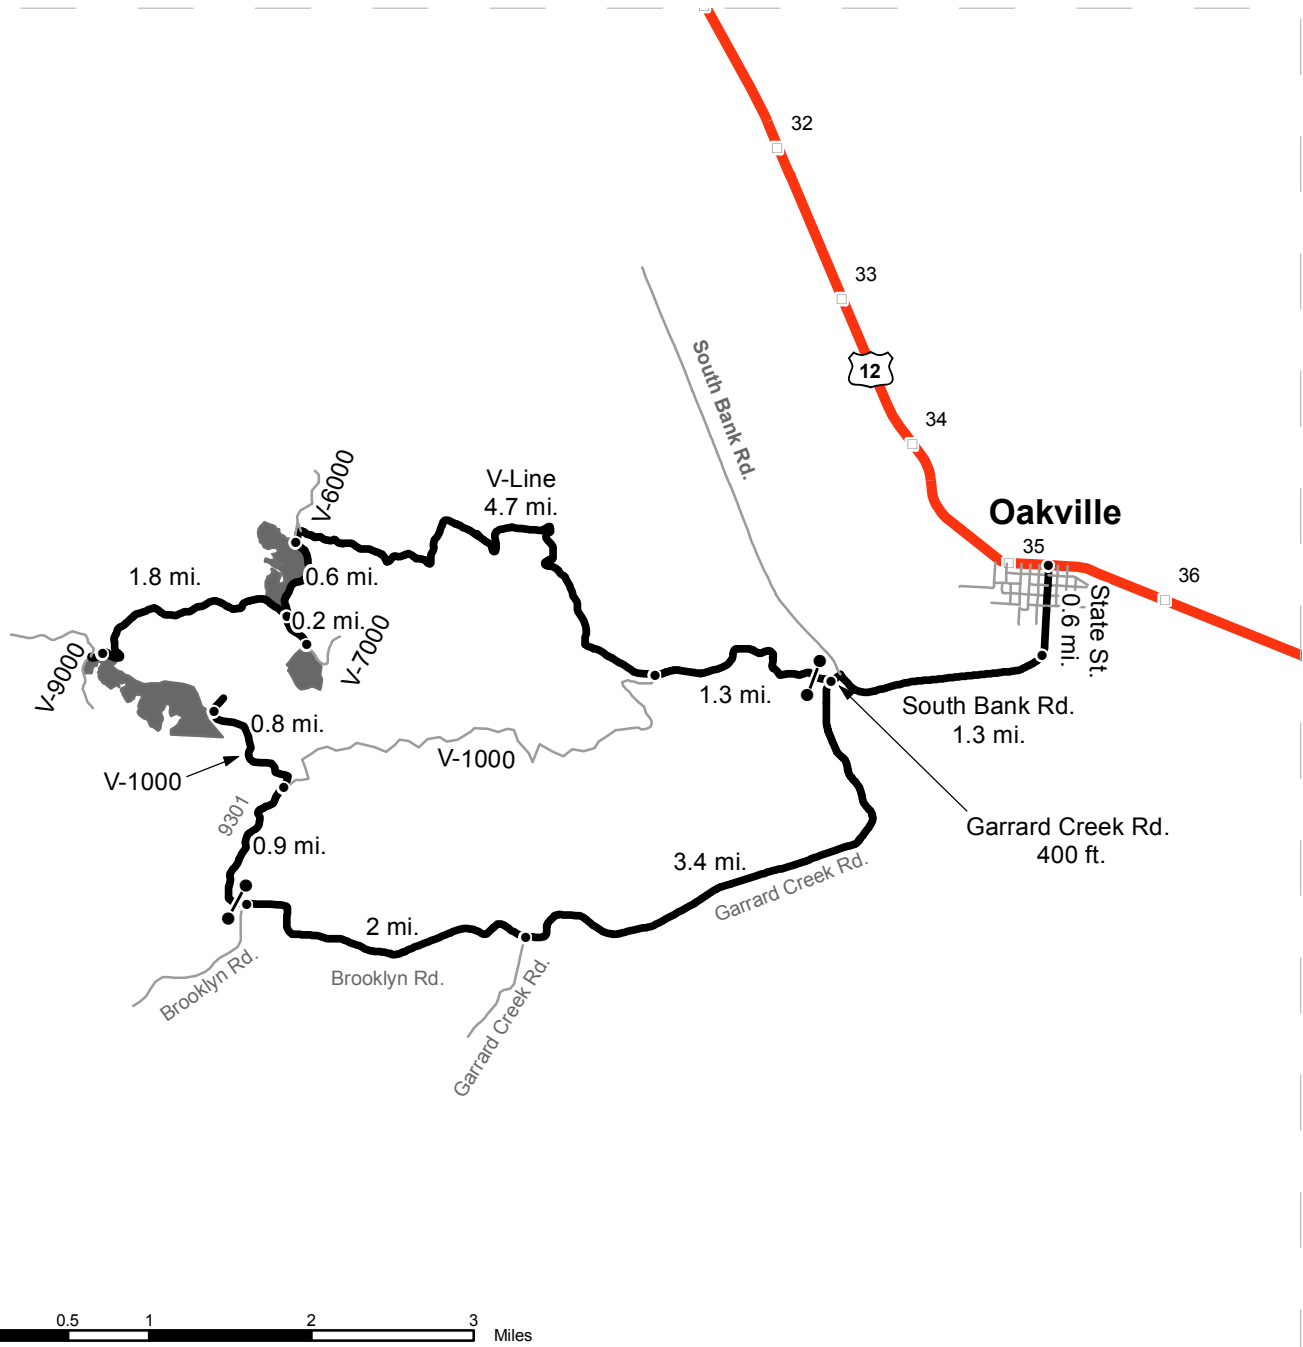 32
33
12
34
South Bank Rd.
Oakville
35
36
State St.
0.6 mi.
V-6000
V-Line
4.7 mi.
1.8 mi.
0.6 mi.
0.2 mi.
V-7000
V-9000
0.8 mi.
V-1000
V-1000
1.3 mi.
South Bank Rd.
1.3 mi.
9301
0.9 mi.
Garrard Creek Rd.
400 ft.
3.4 mi.
Garrard Creek Rd.
2 mi.
Brooklyn Rd.
Brooklyn Rd.
Garrard Creek Rd.
0.5 1 2 3 Miles